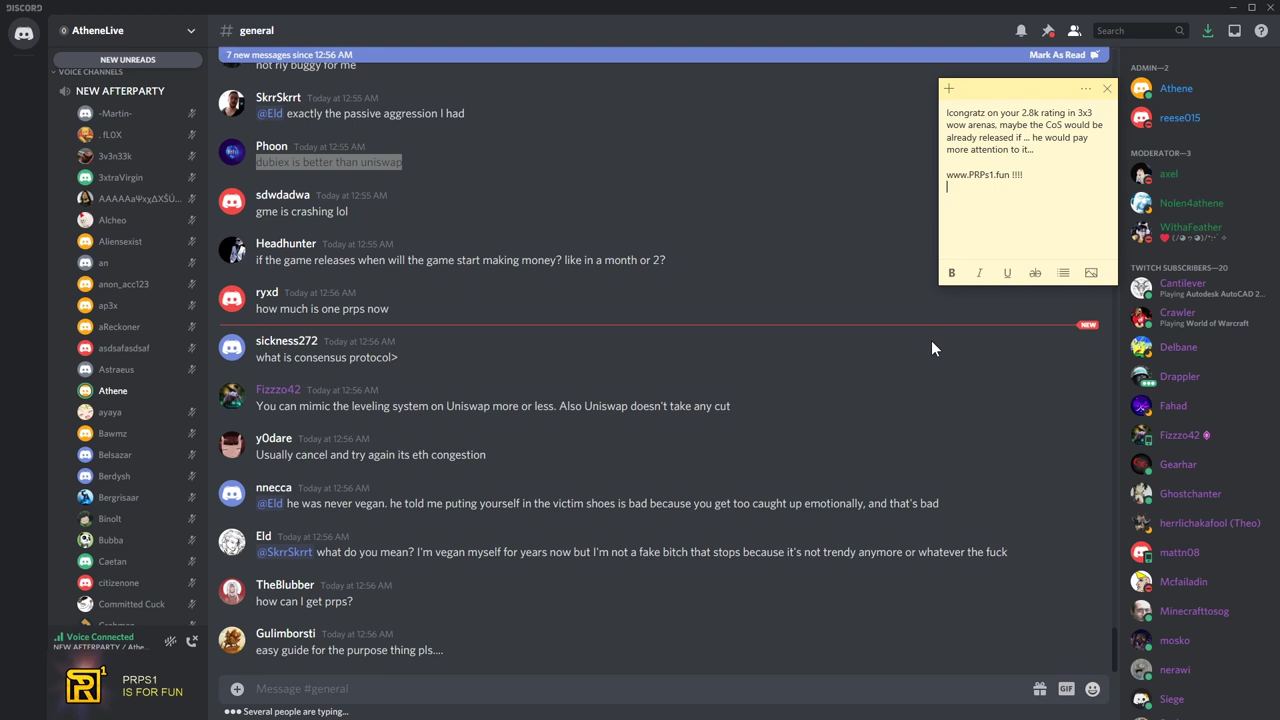 DISCORD
AtheneLive
NEW UNREADS
VOICE CHANNELS
NEW AFTERPARTY
-Martin-
. fL0X
3v3n33k
3xtraVirgin
Alcheo
Aliensexist
an
anon_acc123
ap3x
aReckoner
asdsafasdsaf
Astraeus
Athene
ayaya
Bawmz
Belsazar
Berdysh
Bergrisaar
Binolt
Bubba
Caetan
citizenone
Committed Cuck
Voice Connected
NEW AFTERPARTY / Athe...
R1
PRPS1
IS FOR FUN
# general
Search
7 new messages since 12:56 AM
Mark As Read
not rly buggy for me
SkrrSkrrt Today at 12:55 AM
@Eld exactly the passive aggression I had
Phoon Today at 12:55 AM
dubiex is better than uniswap
sdwdadwa Today at 12:55 AM
gme is crashing lol
Headhunter Today at 12:55 AM
if the game releases when will the game start making money? like in a month or 2?
ryxd Today at 12:56 AM
how much is one prps now
NEW
sickness272 Today at 12:56 AM
what is consensus protocol>
Fizzzo42 Today at 12:56 AM
You can mimic the leveling system on Uniswap more or less. Also Uniswap doesn't take any cut
y0dare Today at 12:56 AM
Usually cancel and try again its eth congestion
nnecca Today at 12:56 AM
@Eld he was never vegan. he told me puting yourself in the victim shoes is bad because you get too caught up emotionally, and that's bad
Eld Today at 12:56 AM
@SkrrSkrrt what do you mean? I'm vegan myself for years now but I'm not a fake bitch that stops because it's not trendy anymore or whatever the fuck
TheBlubber Today at 12:56 AM
how can I get prps?
Gulimborsti Today at 12:56 AM
easy guide for the purpose thing pls....
Message #general
GIF
Several people are typing...
Icongratz on your 2.8k rating in 3x3
wow arenas, maybe the CoS would be
already released if ... he would pay
more attention to it...
www.PRPs1.fun !!!!
B I U ab
ADMIN—2
Athene
reese015
MODERATOR—3
axel
Nolen4athene
WithaFeather
TWITCH SUBSCRIBERS—20
Cantilever
Playing Autodesk AutoCAD 2...
Crawler
Playing World of Warcraft
Delbane
Drappler
Fahad
Fizzzo42
Gearhar
Ghostchanter
herrlichakafool (Theo)
mattn08
Mcfailadin
Minecrafttosog
mosko
nerawi
Siege